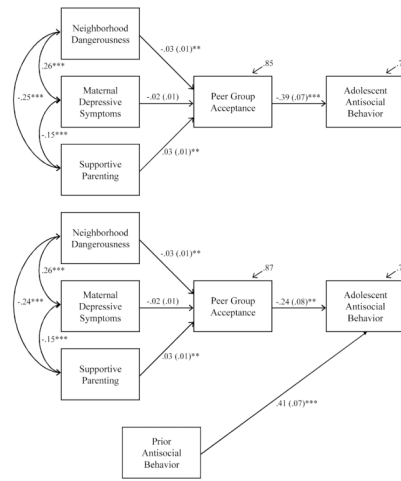 Neighborhood
Dangerousness
-.03 (.01)**
.85
.26***
-.25***
Maternal
Depressive
Symptoms
-.02 (.01)
Peer Group
Acceptance
-.39 (.07)***
Adolescent
Antisocial
Behavior
-.15***
Supportive
Parenting
.03 (.01)**
Neighborhood
Dangerousness
-.03 (.01)**
.87
.26***
-.24***
Maternal
Depressive
Symptoms
-.02 (.01)
Peer Group
Acceptance
-.24 (.08)**
Adolescent
Antisocial
Behavior
-.15***
Supportive
Parenting
.03 (.01)**
.41 (.07)***
Prior
Antisocial
Behavior